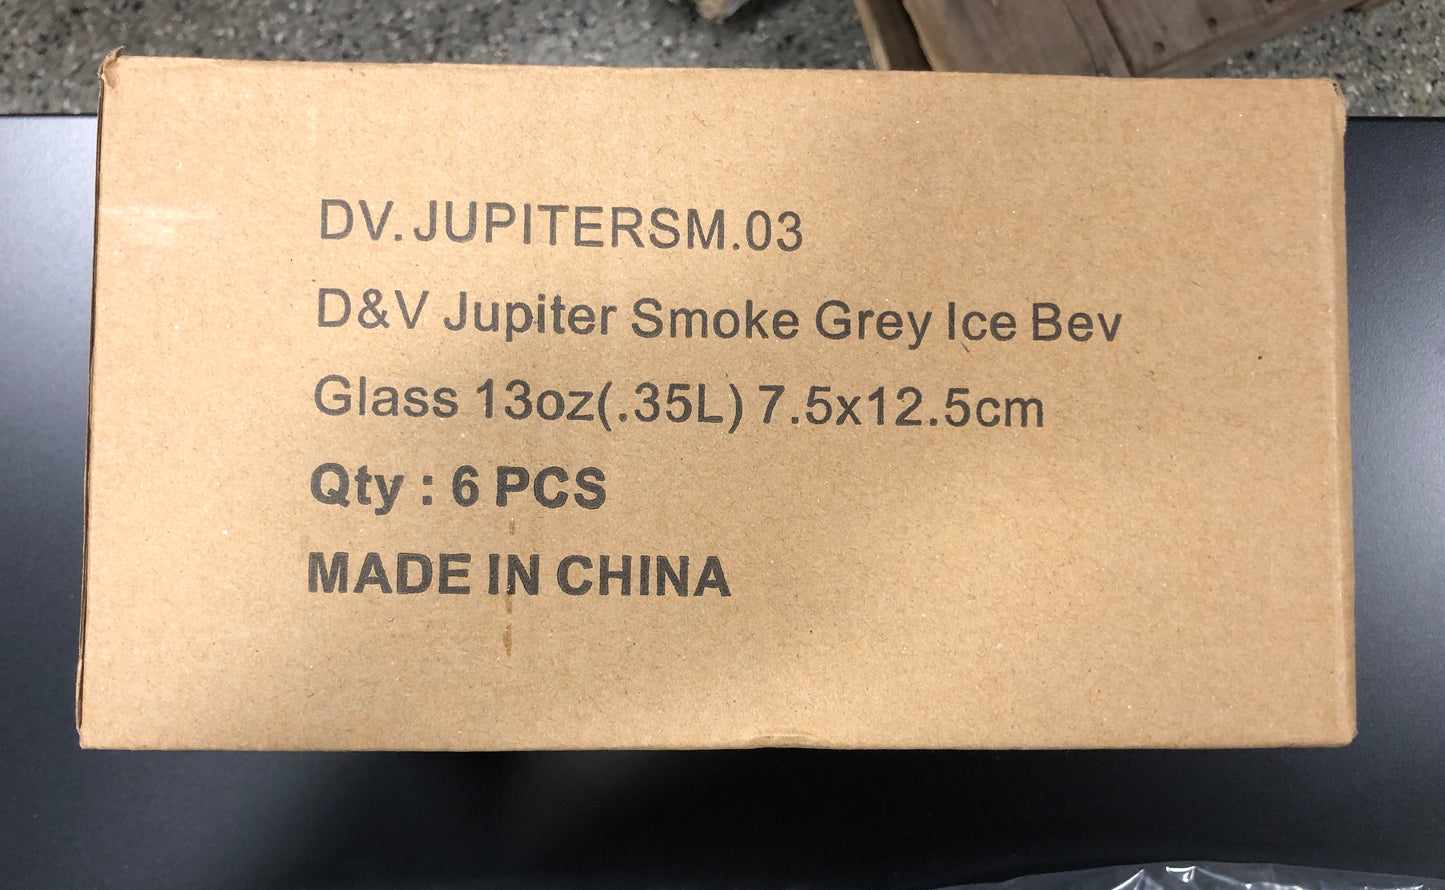 DV.JUPITERSM.03
D&V Jupiter Smoke Grey Ice Bev
Glass 13oz(.35L) 7.5x12.5cm
Qty : 6 PCS
MADE IN CHINA